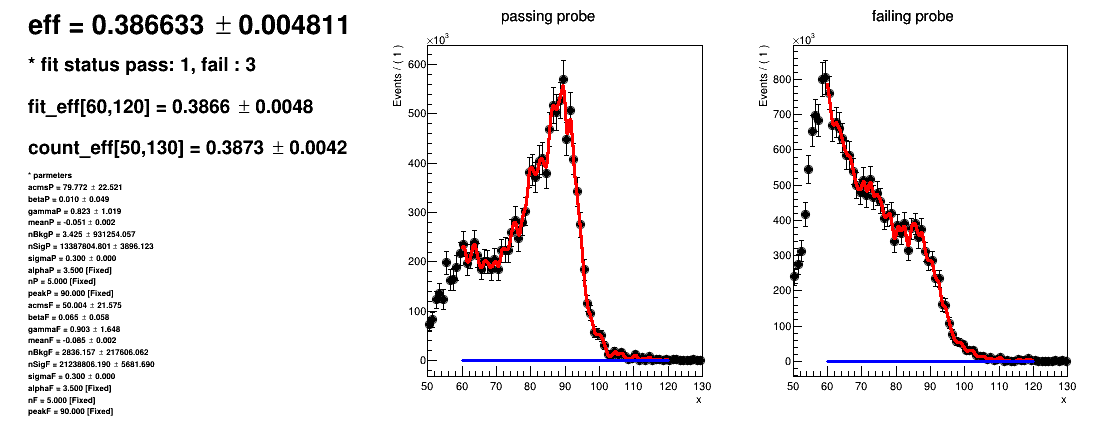 eff = 0.386633 ± 0.004811
* fit status pass: 1, fail : 3
fit_eff[60,120] = 0.3866 ± 0.0048
count_eff[50,130] = 0.3873 ± 0.0042
* parmeters
acmsP = 79.772 ± 22.521
betaP = 0.010 ± 0.049
gammaP = 0.823 ± 1.019
meanP = -0.051 ± 0.002
nBkgP = 3.425 ± 931254.057
nSigP = 13387804.801 ± 3896.123
sigmaP = 0.300 ± 0.000
alphaP = 3.500 [Fixed]
nP = 5.000 [Fixed]
peakP = 90.000 [Fixed]
acmsF = 50.004 ± 21.575
betaF = 0.065 ± 0.058
gammaF = 0.903 ± 1.648
meanF = -0.085 ± 0.002
nBkgF = 2836.157 ± 217606.062
nSigF = 21238806.190 ± 5681.690
sigmaF = 0.300 ± 0.000
alphaF = 3.500 [Fixed]
nF = 5.000 [Fixed]
peakF = 90.000 [Fixed]
passing probe
×10³
Events / ( 1 )
600
500
400
300
200
100
0
50 60 70 80 90 100 110 120 130
x
failing probe
×10³
Events / ( 1 )
800
700
600
500
400
300
200
100
0
50 60 70 80 90 100 110 120 130
x